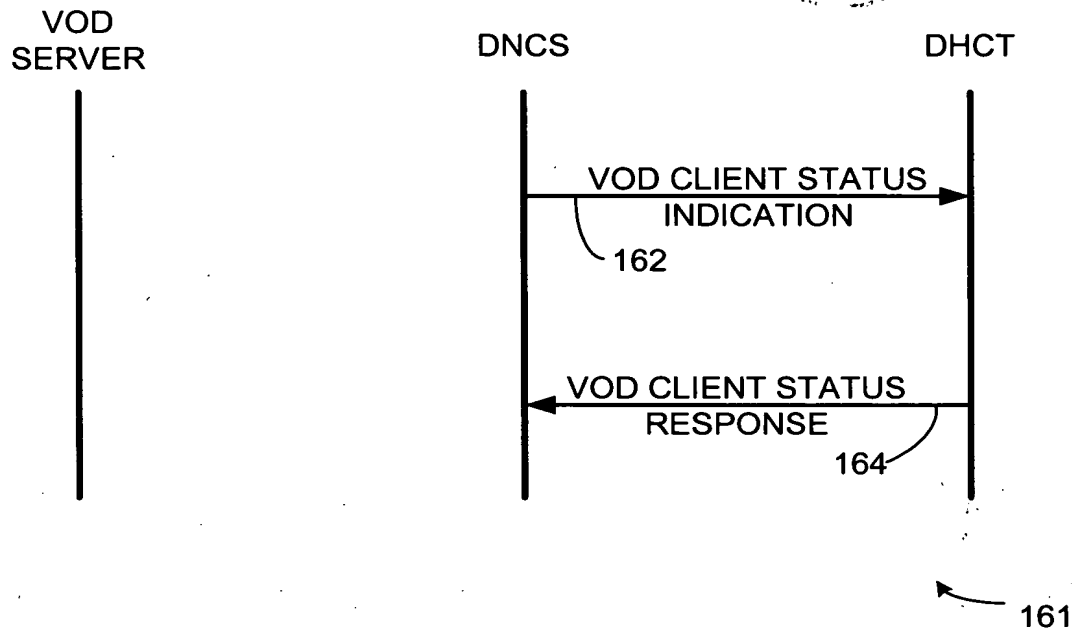 VOD
SERVER
DNCS
DHCT
VOD CLIENT STATUS
INDICATION
162
VOD CLIENT STATUS
RESPONSE
164
161